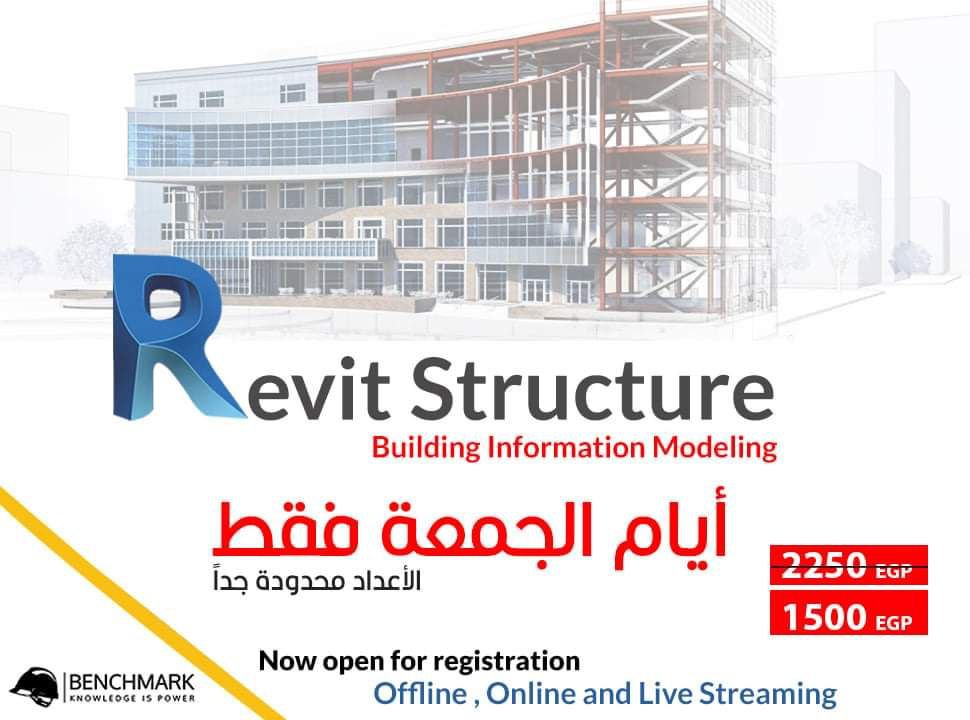 Revit Structure
Building Information Modeling
أيام الجمعة فقط
الأعداد محدودة جداً
2250 EGP
1500 EGP
Now open for registration
Offline , Online and Live Streaming
BENCHMARK
KNOWLEDGE IS POWER